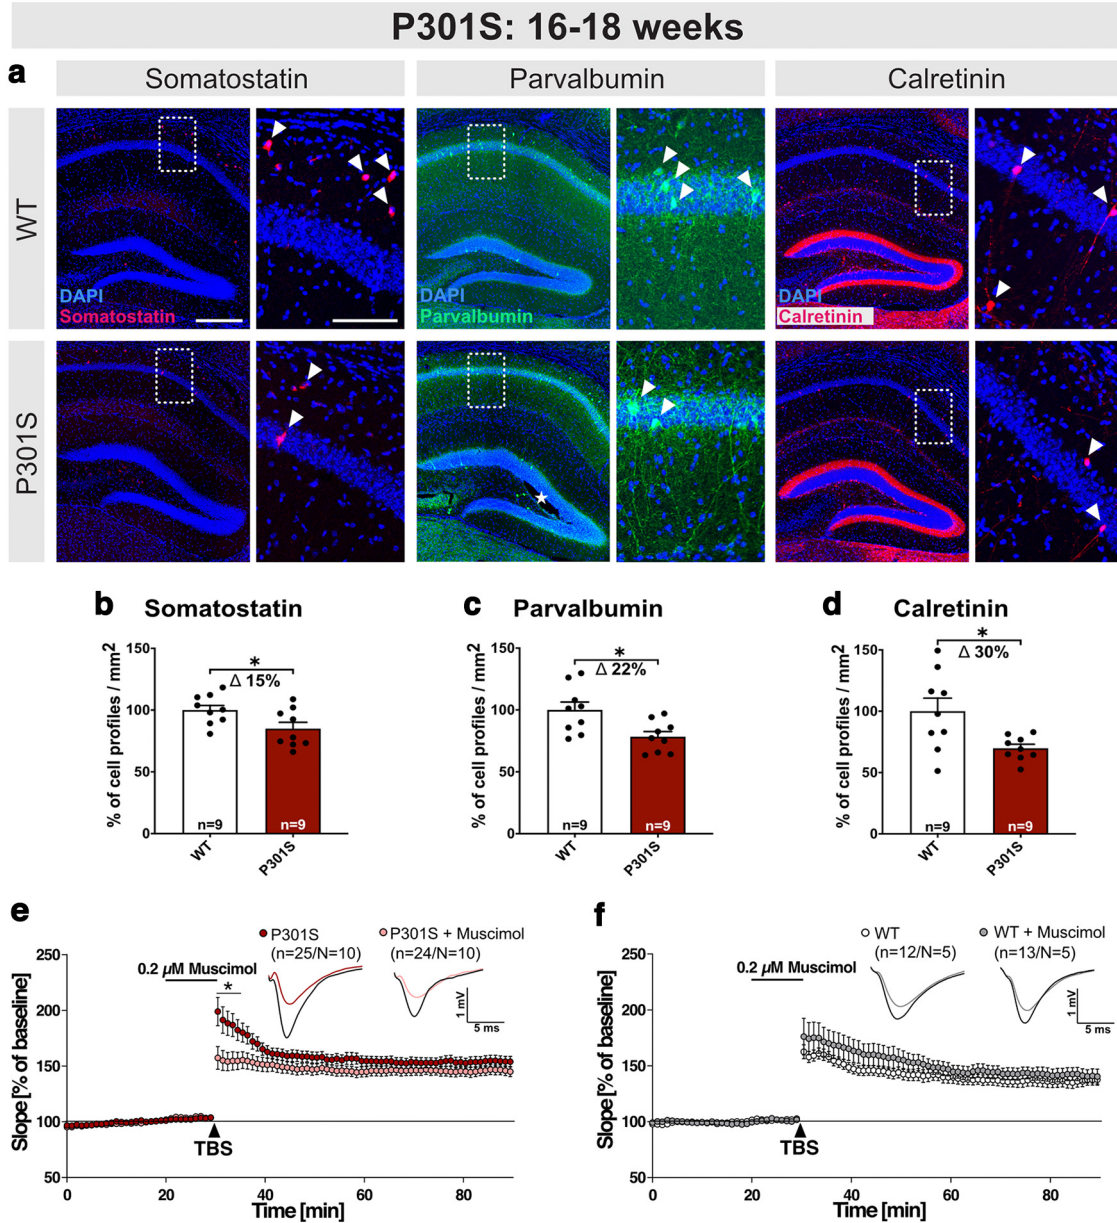 P301S: 16-18 weeks
a
Somatostatin
Parvalbumin
Calretinin
WT
DAPI
Somatostatin
DAPI
Parvalbumin
DAPI
Calretinin
P301S
b
Somatostatin
% of cell profiles / mm2
150
100
50
0
*
Δ 15%
n=9
n=9
WT
P301S
c
Parvalbumin
% of cell profiles / mm2
150
100
50
0
*
Δ 22%
n=9
n=9
WT
P301S
d
Calretinin
% of cell profiles / mm2
150
100
50
0
*
Δ 30%
n=9
n=9
WT
P301S
e
P301S
(n=25/N=10)
P301S + Muscimol
(n=24/N=10)
0.2 µM Muscimol
*
1 mV
5 ms
Slope [% of baseline]
250
200
150
100
50
TBS
0
20
40
60
80
Time [min]
f
WT
(n=12/N=5)
WT + Muscimol
(n=13/N=5)
0.2 µM Muscimol
1 mV
5 ms
Slope [% of baseline]
250
200
150
100
50
TBS
0
20
40
60
80
Time [min]